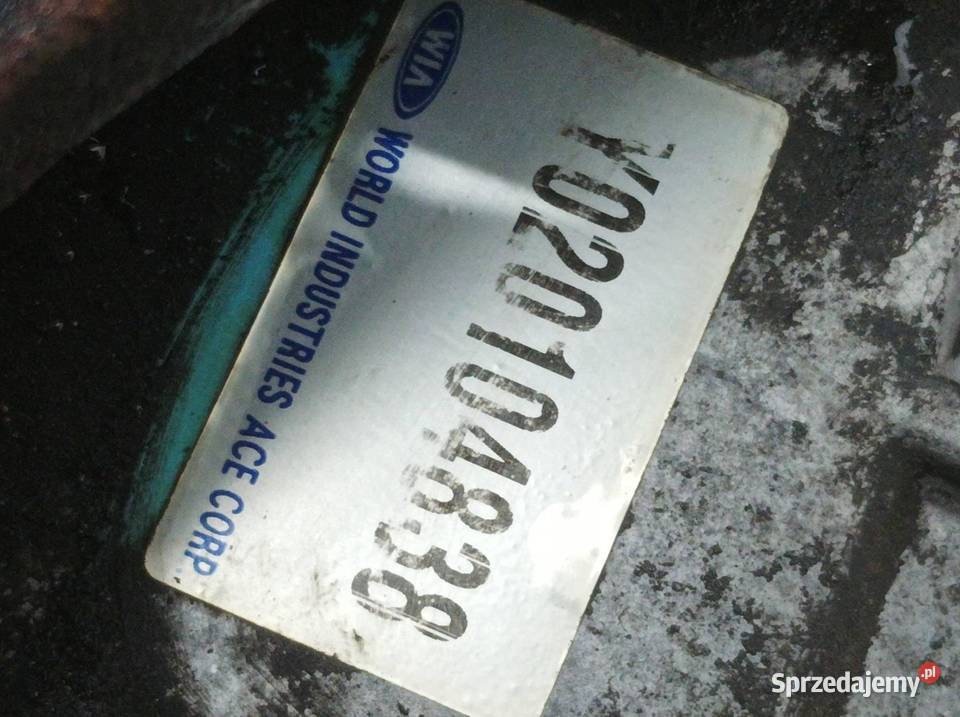 Y020104838
WIA WORLD INDUSTRIES ACE CORP.
Sprzedajemy.pl